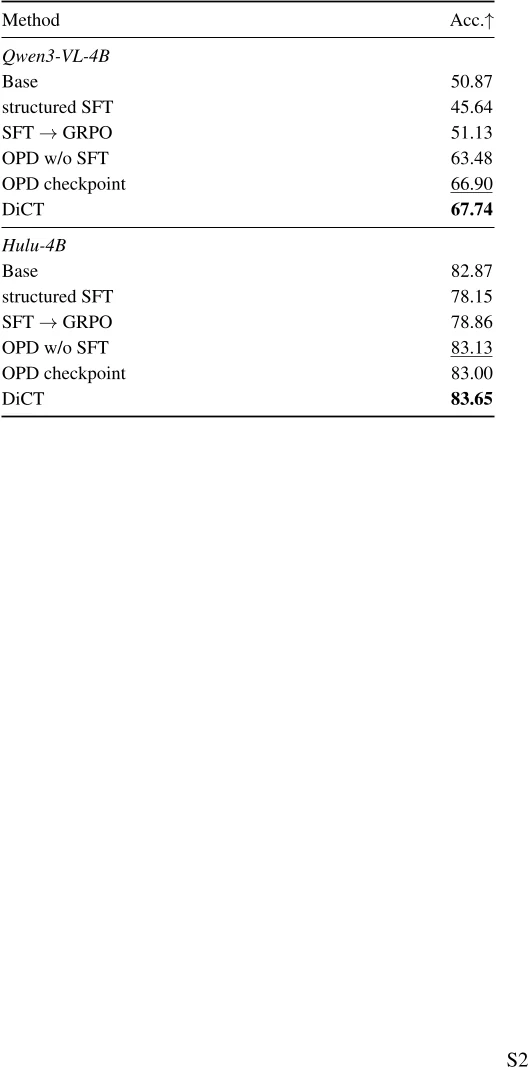 Method Acc.↑
Qwen3-VL-4B
Base 50.87
structured SFT 45.64
SFT → GRPO 51.13
OPD w/o SFT 63.48
OPD checkpoint 66.90
DiCT 67.74
Hulu-4B
Base 82.87
structured SFT 78.15
SFT → GRPO 78.86
OPD w/o SFT 83.13
OPD checkpoint 83.00
DiCT 83.65
S2